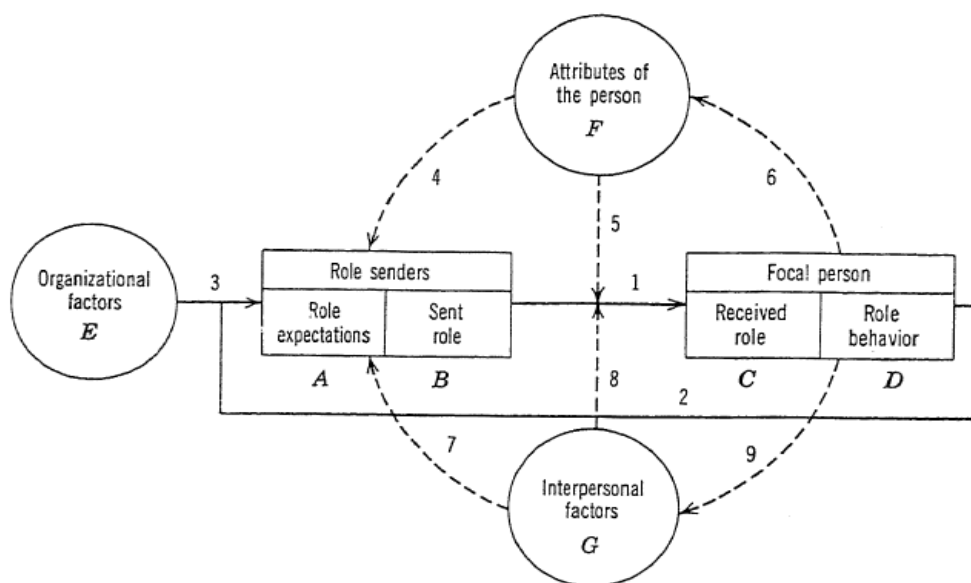 Attributes of
the person
F
4
6
5
Organizational
factors
E
3
Role senders
Role
expectations
Sent
role
A
B
1
Focal person
Received
role
Role
behavior
C
D
8
2
7
9
Interpersonal
factors
G